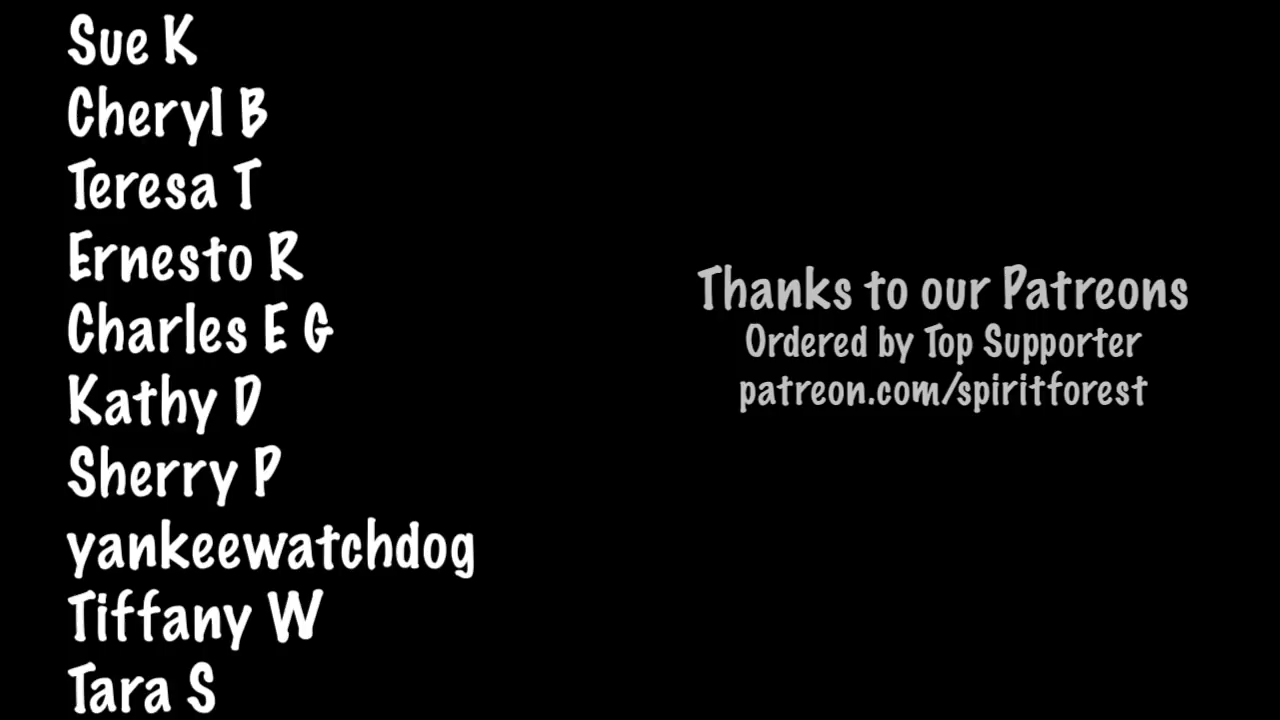 Sue K
Cheryl B
Teresa T
Ernesto R
Charles E G
Kathy D
Sherry P
yankeewatchdog
Tiffany W
Tara S
Thanks to our Patreons
Ordered by Top Supporter
patreon.com/spiritforest